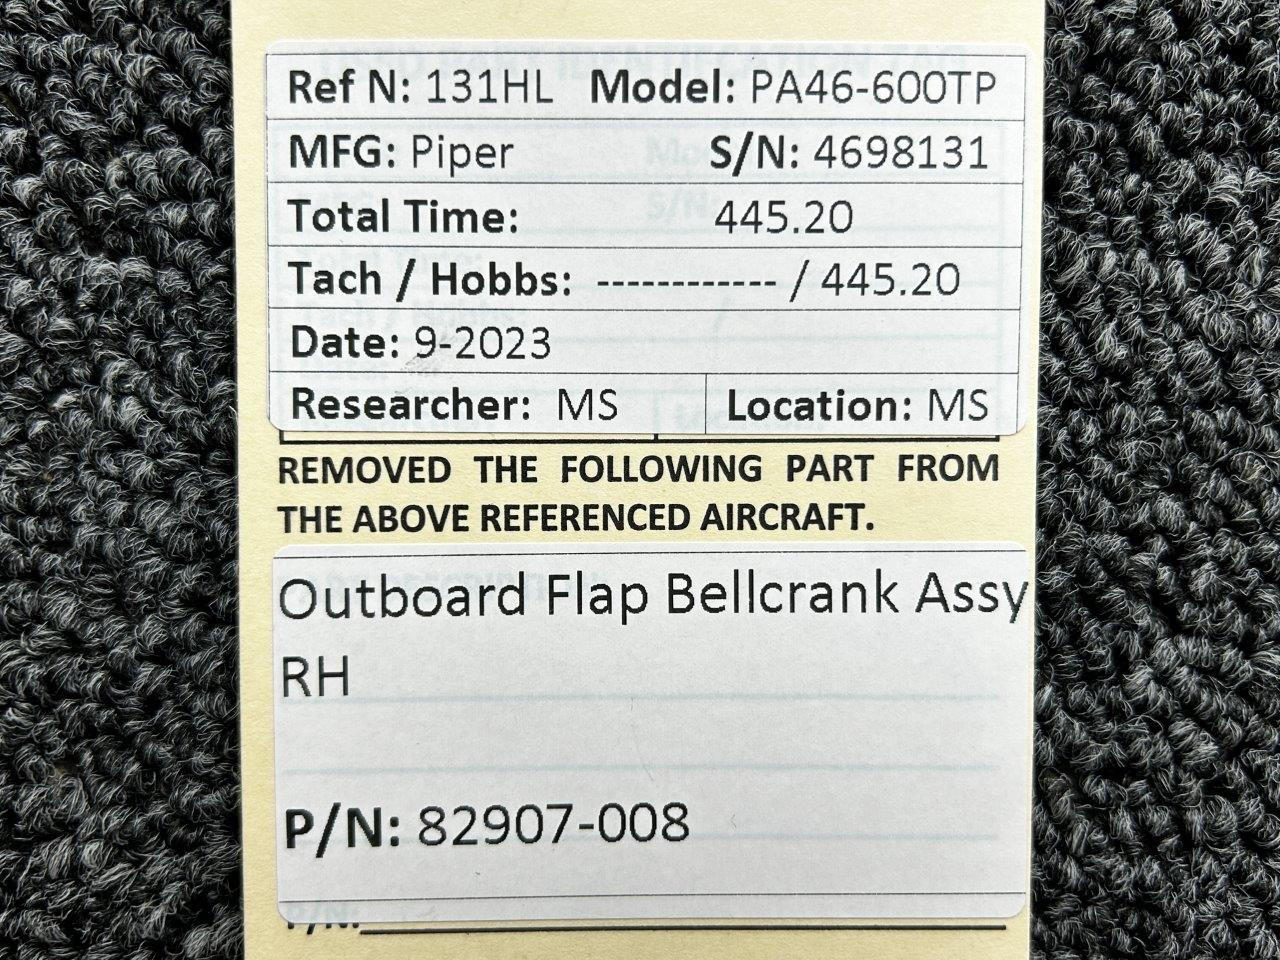 Ref N: 131HL Model: PA46-600TP
MFG: Piper S/N: 4698131
Total Time: 445.20
Tach / Hobbs: ------------ / 445.20
Date: 9-2023
Researcher: MS Location: MS
REMOVED THE FOLLOWING PART FROM
THE ABOVE REFERENCED AIRCRAFT.
Outboard Flap Bellcrank Assy
RH
P/N: 82907-008
P/N: